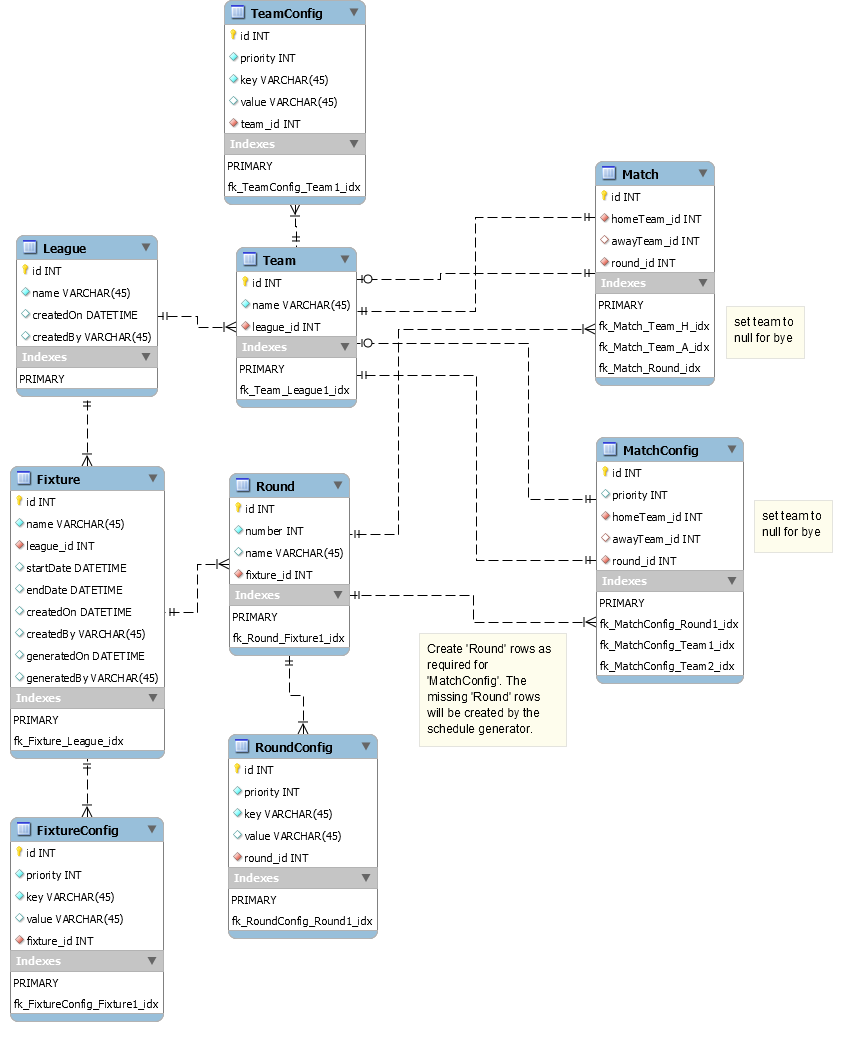 TeamConfig
id INT
priority INT
key VARCHAR(45)
value VARCHAR(45)
team_id INT
Indexes
PRIMARY
fk_TeamConfig_Team1_idx
Match
id INT
homeTeam_id INT
awayTeam_id INT
round_id INT
Indexes
PRIMARY
fk_Match_Team_H_idx
fk_Match_Team_A_idx
fk_Match_Round_idx
set team to
null for bye
League
id INT
name VARCHAR(45)
createdOn DATETIME
createdBy VARCHAR(45)
Indexes
PRIMARY
Team
id INT
name VARCHAR(45)
league_id INT
Indexes
PRIMARY
fk_Team_League1_idx
MatchConfig
id INT
priority INT
homeTeam_id INT
awayTeam_id INT
round_id INT
Indexes
PRIMARY
fk_MatchConfig_Round1_idx
fk_MatchConfig_Team1_idx
fk_MatchConfig_Team2_idx
set team to
null for bye
Fixture
id INT
name VARCHAR(45)
league_id INT
startDate DATETIME
endDate DATETIME
createdOn DATETIME
createdBy VARCHAR(45)
generatedOn DATETIME
generatedBy VARCHAR(45)
Indexes
PRIMARY
fk_Fixture_League_idx
Round
id INT
number INT
name VARCHAR(45)
fixture_id INT
Indexes
PRIMARY
fk_Round_Fixture1_idx
Create 'Round' rows as
required for
'MatchConfig'. The
missing 'Round' rows
will be created by the
schedule generator.
RoundConfig
id INT
priority INT
key VARCHAR(45)
value VARCHAR(45)
round_id INT
Indexes
PRIMARY
fk_RoundConfig_Round1_idx
FixtureConfig
id INT
priority INT
key VARCHAR(45)
value VARCHAR(45)
fixture_id INT
Indexes
PRIMARY
fk_FixtureConfig_Fixture1_idx